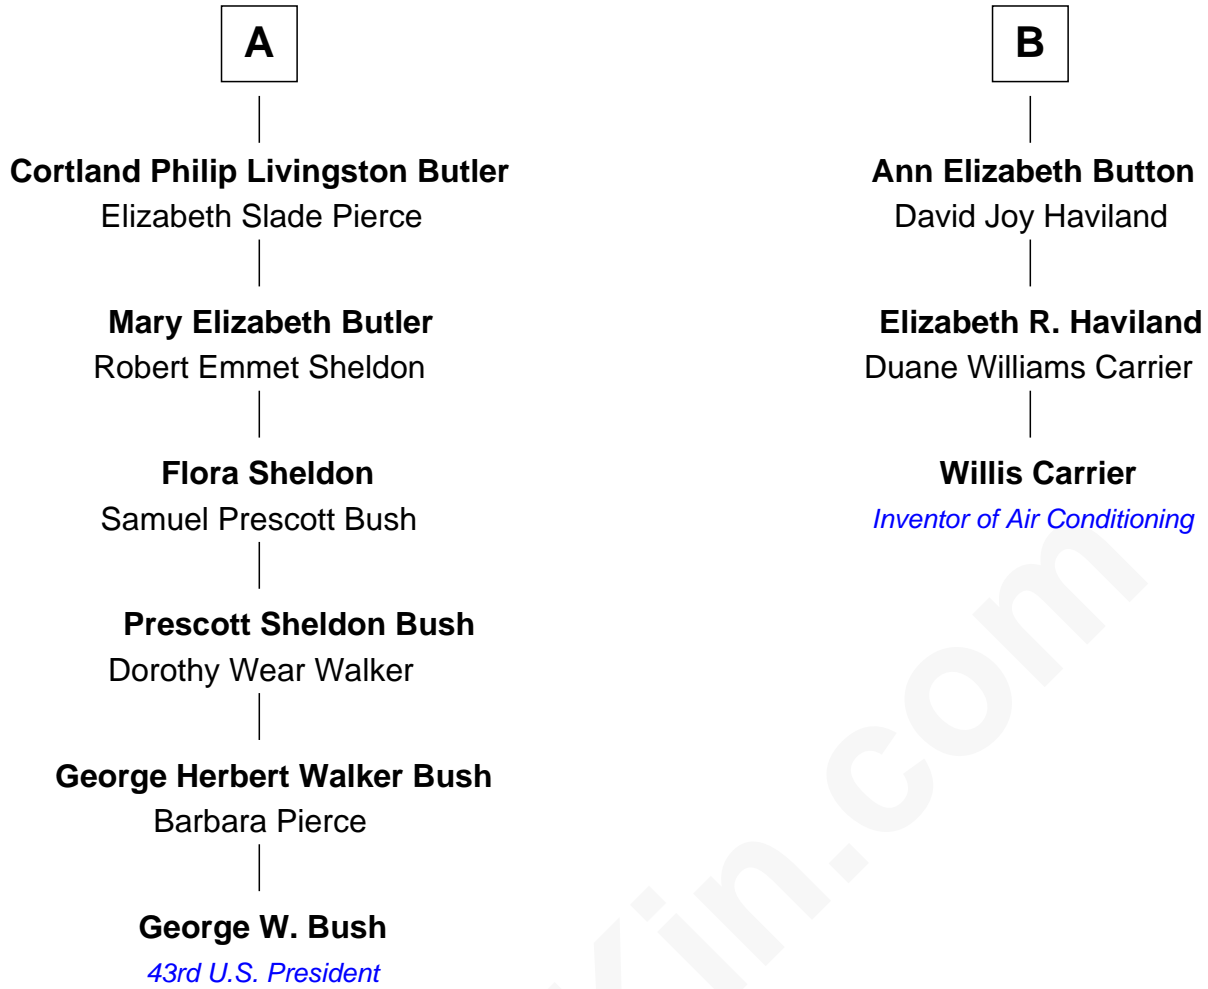 A
Cortland Philip Livingston Butler
Elizabeth Slade Pierce
Mary Elizabeth Butler
Robert Emmet Sheldon
Flora Sheldon
Samuel Prescott Bush
Prescott Sheldon Bush
Dorothy Wear Walker
George Herbert Walker Bush
Barbara Pierce
George W. Bush
43rd U.S. President
B
Ann Elizabeth Button
David Joy Haviland
Elizabeth R. Haviland
Duane Williams Carrier
Willis Carrier
Inventor of Air Conditioning
Kin.com